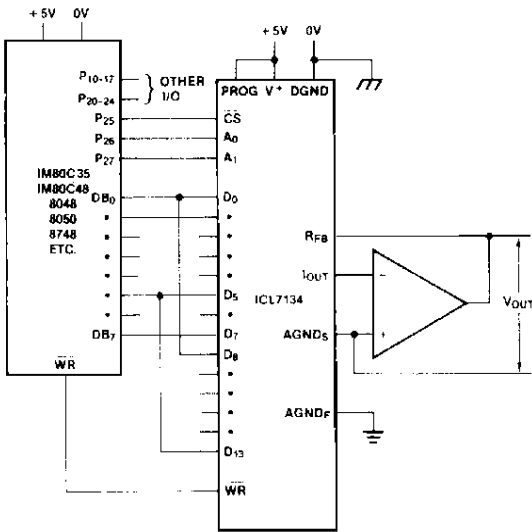 +5V 0V
+5V 0V
PROG V+ DGND
P10-17 } OTHER I/O
P20-24
P25 CS
P26 A0
P27 A1
IM80C35
IM80C48
8048
8050
8748
ETC.
DB0 D0
RFB
IOUT
−
D5
ICL7134
VOUT
DB7 D7
AGNDS
+
D8
AGNDF
D13
WR
WR